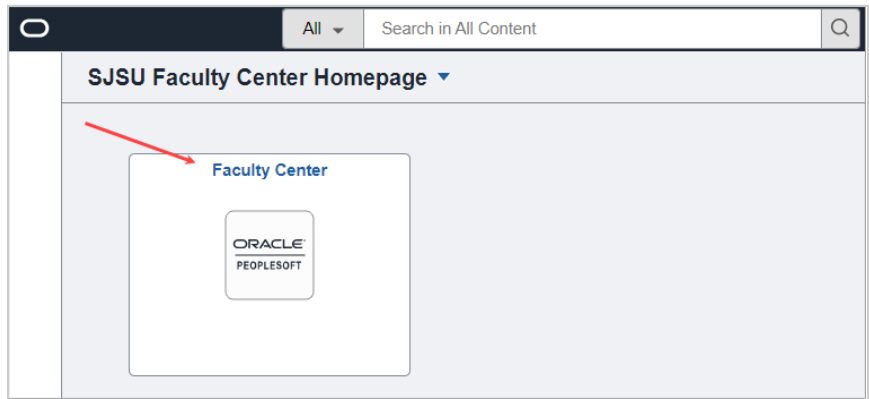 All
Search in All Content
SJSU Faculty Center Homepage
Faculty Center
ORACLE
PEOPLESOFT